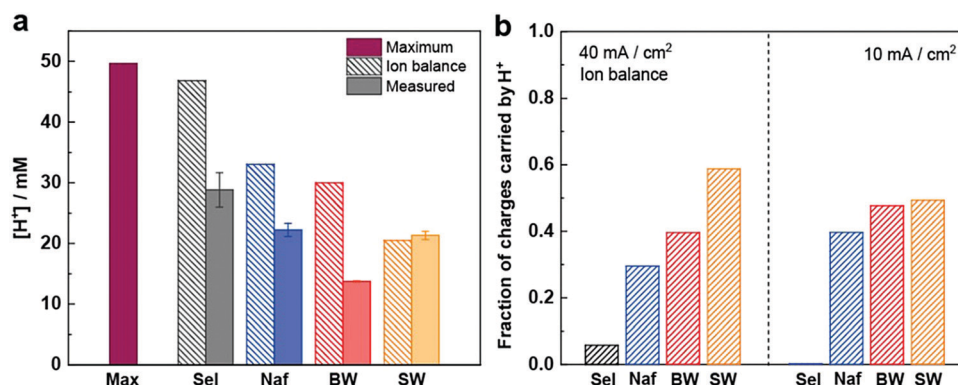 a
[H⁺] / mM
50
40
30
20
10
0
Maximum
Ion balance
Measured
Max Sel Naf BW SW
b
Fraction of charges carried by H⁺
1.0
0.8
0.6
0.4
0.2
0.0
40 mA / cm²
Ion balance
10 mA / cm²
Sel Naf BW SW
Sel Naf BW SW